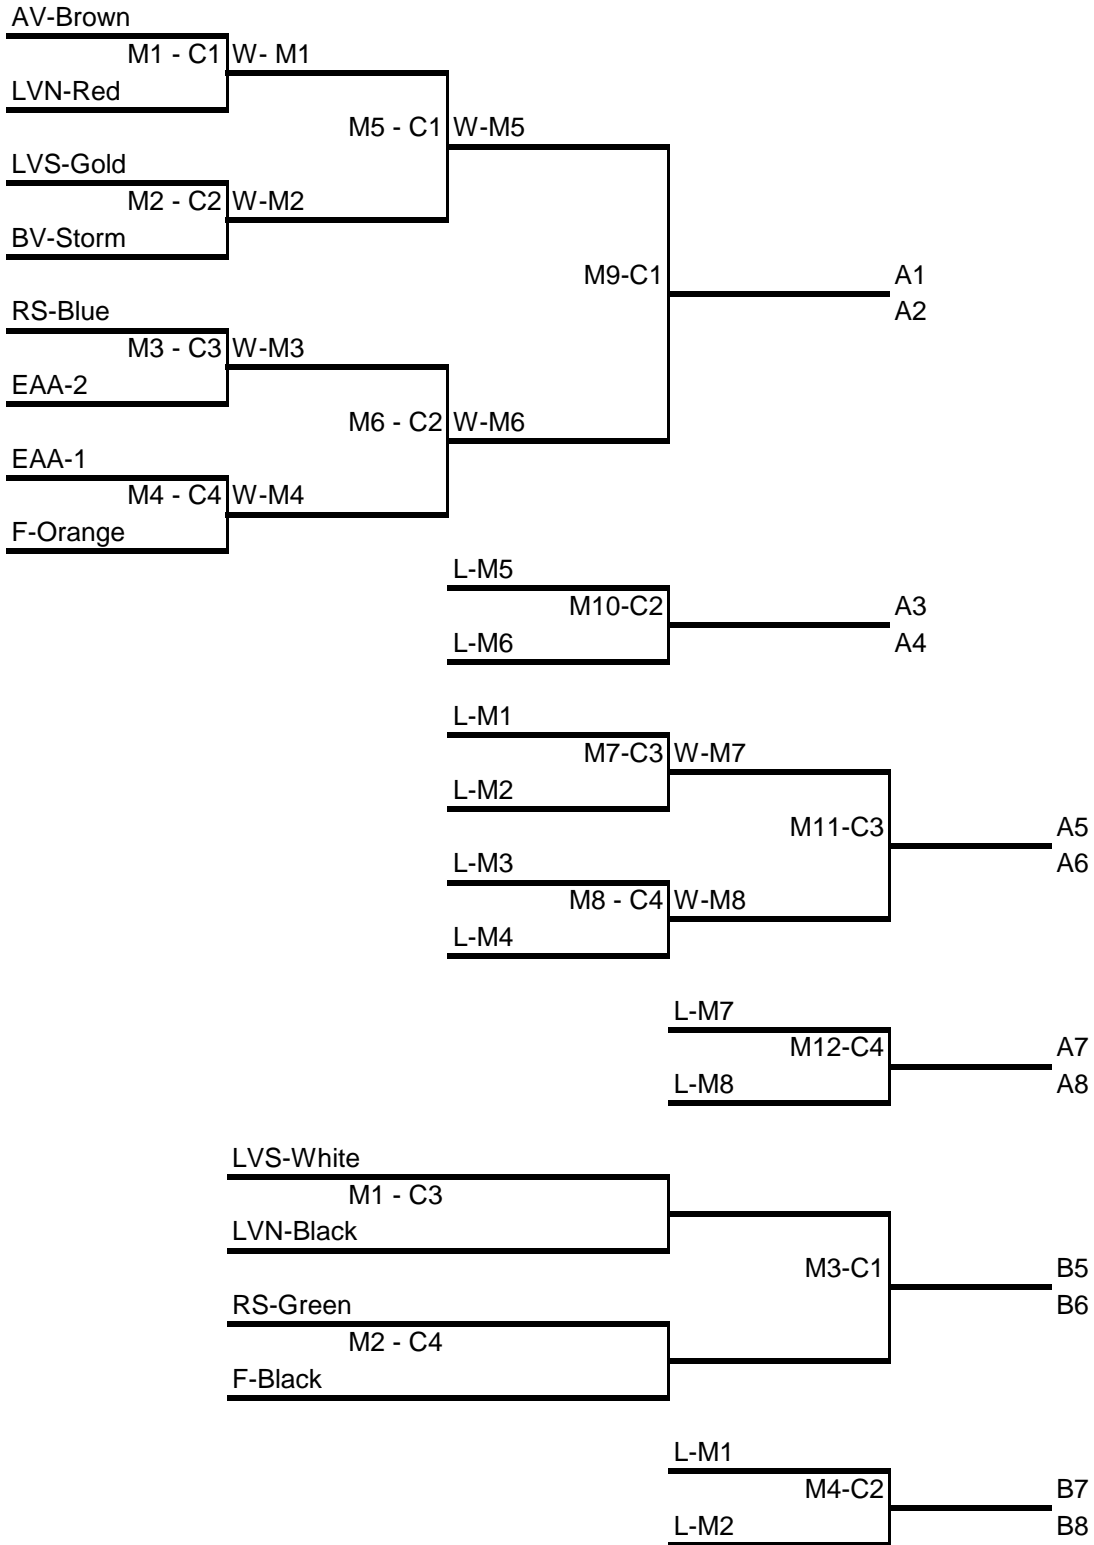 AV-Brown
M1 - C1 W- M1
LVN-Red
M5 - C1 W-M5
LVS-Gold
M2 - C2 W-M2
BV-Storm
M9-C1 A1
A2
RS-Blue
M3 - C3 W-M3
EAA-2
M6 - C2 W-M6
EAA-1
M4 - C4 W-M4
F-Orange
L-M5
M10-C2 A3
L-M6 A4
L-M1
M7-C3 W-M7
L-M2
M11-C3 A5
L-M3 A6
M8 - C4 W-M8
L-M4
L-M7
M12-C4 A7
L-M8 A8
LVS-White
M1 - C3
LVN-Black
M3-C1 B5
RS-Green B6
M2 - C4
F-Black
L-M1
M4-C2 B7
L-M2 B8